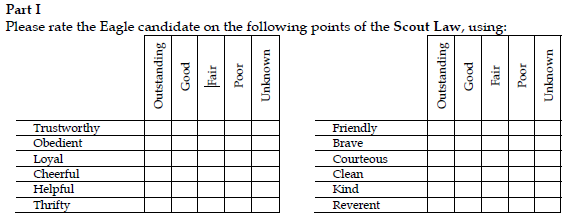 Part I
Please rate the Eagle candidate on the following points of the Scout Law, using:
Outstanding Good Fair Poor Unknown
Trustworthy
Obedient
Loyal
Cheerful
Helpful
Thrifty
Outstanding Good Fair Poor Unknown
Friendly
Brave
Courteous
Clean
Kind
Reverent